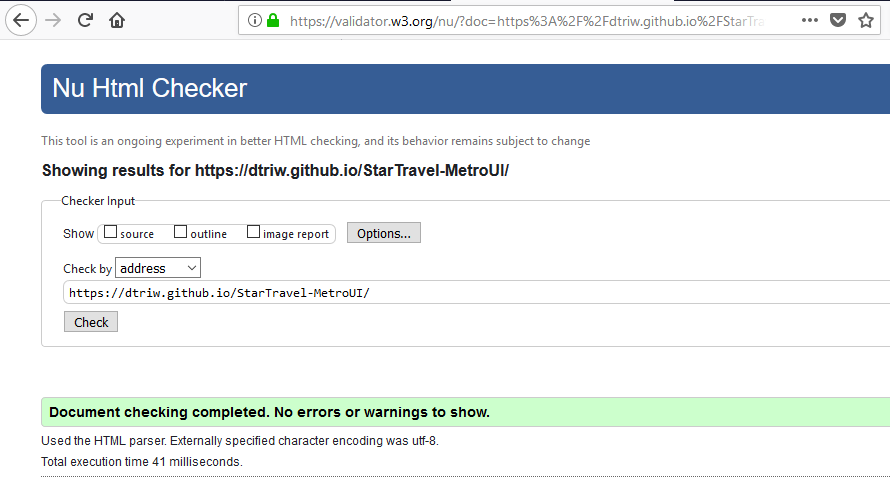 https://validator.w3.org/nu/?doc=https%3A%2F%2Fdtriw.github.io%2FStarTra
Nu Html Checker
This tool is an ongoing experiment in better HTML checking, and its behavior remains subject to change
Showing results for https://dtriw.github.io/StarTravel-MetroUI/
Checker Input
Show source outline image report Options...
Check by address
https://dtriw.github.io/StarTravel-MetroUI/
Check
Document checking completed. No errors or warnings to show.
Used the HTML parser. Externally specified character encoding was utf-8.
Total execution time 41 milliseconds.